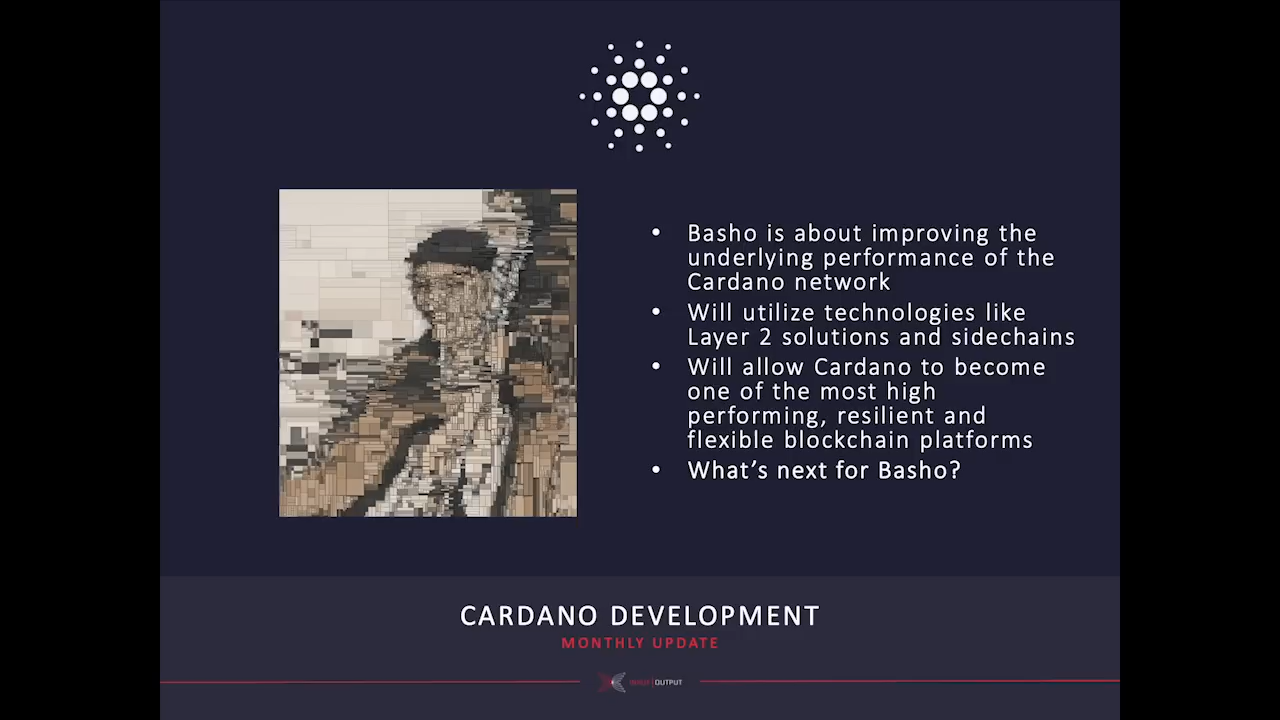 • Basho is about improving the
underlying performance of the
Cardano network
• Will utilize technologies like
Layer 2 solutions and sidechains
• Will allow Cardano to become
one of the most high
performing, resilient and
flexible blockchain platforms
• What's next for Basho?
CARDANO DEVELOPMENT
MONTHLY UPDATE
OUTPUT